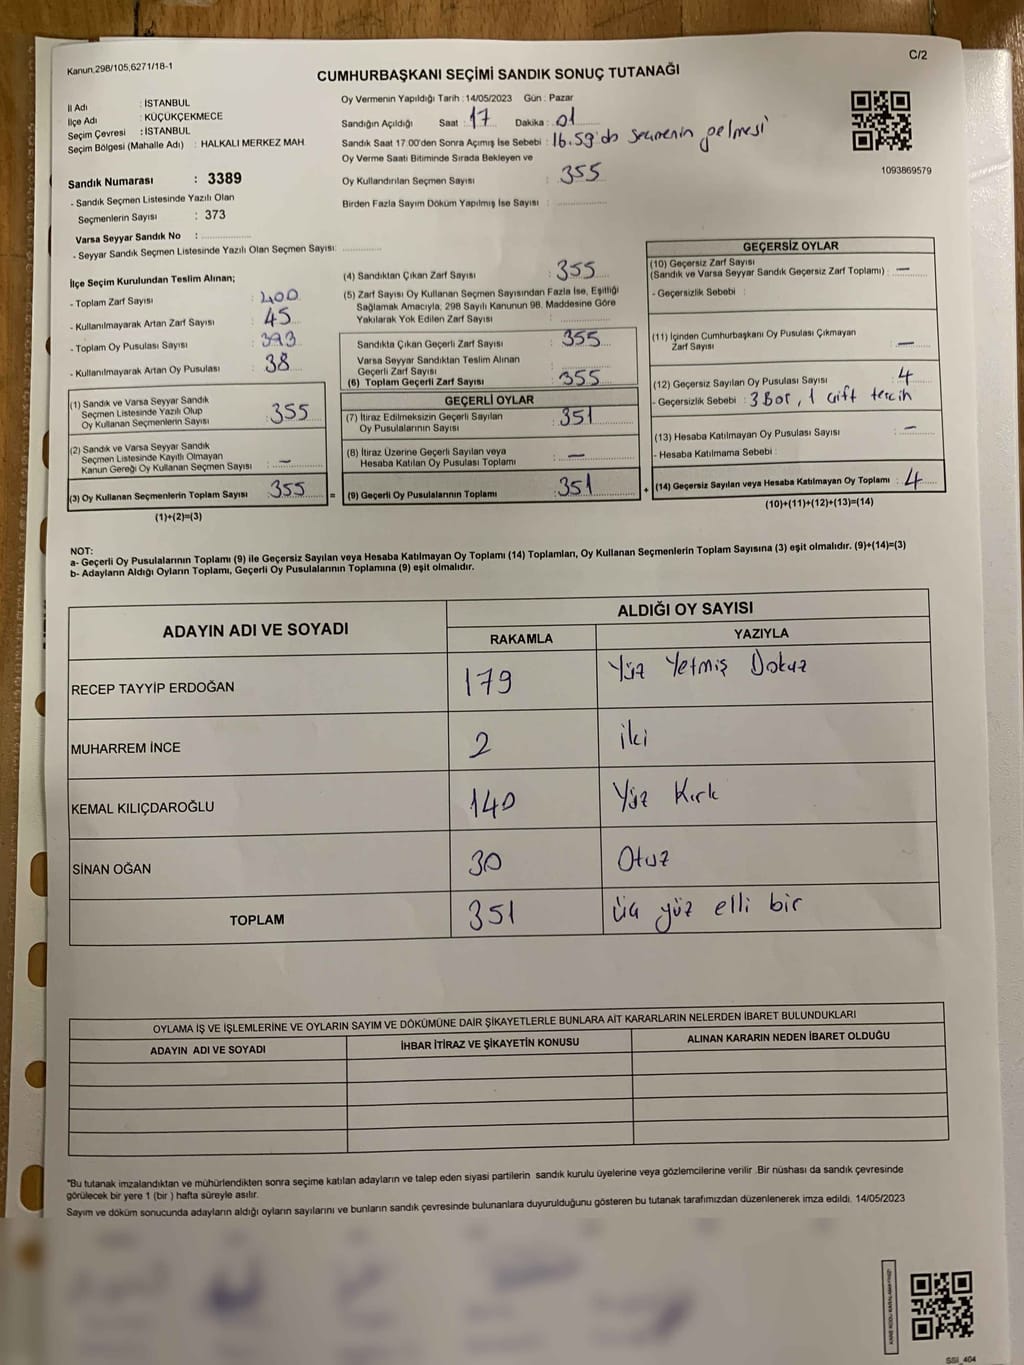 Kanun,298/105,6271/18-1
C/2
CUMHURBAŞKANI SEÇİMİ SANDIK SONUÇ TUTANAĞI
İl Adı : İSTANBUL
İlçe Adı : KÜÇÜKÇEKMECE
Seçim Çevresi : İSTANBUL
Seçim Bölgesi (Mahalle Adı) : HALKALI MERKEZ MAH.
Oy Vermenin Yapıldığı Tarih : 14/05/2023 Gün : Pazar
Sandığın Açıldığı Saat : 17 Dakika : 01
Sandık Saat 17.00'den Sonra Açımış İse Sebebi : 16.59'da seçmenin gelmesi
Oy Verme Saati Bitiminde Sırada Bekleyen ve
Oy Kullandırılan Seçmen Sayısı : 355
Birden Fazla Sayım Döküm Yapılmış İse Sayısı :
1093869579
Sandık Numarası : 3389
- Sandık Seçmen Listesinde Yazılı Olan
Seçmenlerin Sayısı : 373
Varsa Seyyar Sandık No :
- Seyyar Sandık Seçmen Listesinde Yazılı Olan Seçmen Sayısı:
İlçe Seçim Kurulundan Teslim Alınan;
- Toplam Zarf Sayısı : 400
- Kullanılmayarak Artan Zarf Sayısı : 45
- Toplam Oy Pusulası Sayısı : 393
- Kullanılmayarak Artan Oy Pusulası : 38
(1) Sandık ve Varsa Seyyar Sandık
Seçmen Listesinde Yazılı Olup
Oy Kullanan Seçmenlerin Sayısı : 355
(2) Sandık ve Varsa Seyyar Sandık
Seçmen Listesinde Kayıtlı Olmayan
Kanun Gereği Oy Kullanan Seçmen Sayısı : —
(3) Oy Kullanan Seçmenlerin Toplam Sayısı : 355
(1)+(2)=(3)
(4) Sandıktan Çıkan Zarf Sayısı : 355
(5) Zarf Sayısı Oy Kullanan Seçmen Sayısından Fazla İse, Eşitliği
Sağlamak Amacıyla, 298 Sayılı Kanunun 98. Maddesine Göre
Yakılarak Yok Edilen Zarf Sayısı :
Sandıkta Çıkan Geçerli Zarf Sayısı : 355
Varsa Seyyar Sandıktan Teslim Alınan
Geçerli Zarf Sayısı :
(6) Toplam Geçerli Zarf Sayısı : 355
GEÇERLİ OYLAR
(7) İtiraz Edilmeksizin Geçerli Sayılan
Oy Pusulalarının Sayısı : 351
(8) İtiraz Üzerine Geçerli Sayılan veya
Hesaba Katılan Oy Pusulası Toplamı : —
= (9) Geçerli Oy Pusulalarının Toplamı : 351
GEÇERSİZ OYLAR
(10) Geçersiz Zarf Sayısı
(Sandık ve Varsa Seyyar Sandık Geçersiz Zarf Toplamı) : —
- Geçersizlik Sebebi :
(11) İçinden Cumhurbaşkanı Oy Pusulası Çıkmayan
Zarf Sayısı : —
(12) Geçersiz Sayılan Oy Pusulası Sayısı : 4
- Geçersizlik Sebebi : 3 Boş, 1 çift tercih
(13) Hesaba Katılmayan Oy Pusulası Sayısı : —
- Hesaba Katılmama Sebebi :
+ (14) Geçersiz Sayılan veya Hesaba Katılmayan Oy Toplamı : 4
(10)+(11)+(12)+(13)=(14)
NOT:
a- Geçerli Oy Pusulalarının Toplamı (9) ile Geçersiz Sayılan veya Hesaba Katılmayan Oy Toplamı (14) Toplamları, Oy Kullanan Seçmenlerin Toplam Sayısına (3) eşit olmalıdır. (9)+(14)=(3)
b- Adayların Aldığı Oyların Toplamı, Geçerli Oy Pusulalarının Toplamına (9) eşit olmalıdır.
ADAYIN ADI VE SOYADI
ALDIĞI OY SAYISI
RAKAMLA YAZIYLA
RECEP TAYYİP ERDOĞAN 179 Yüz Yetmiş Dokuz
MUHARREM İNCE 2 iki
KEMAL KILIÇDAROĞLU 140 Yüz Kırk
SİNAN OĞAN 30 Otuz
TOPLAM 351 üç yüz elli bir
OYLAMA İŞ VE İŞLEMLERİNE VE OYLARIN SAYIM VE DÖKÜMÜNE DAİR ŞİKAYETLERLE BUNLARA AİT KARARLARIN NELERDEN İBARET BULUNDUKLARI
ADAYIN ADI VE SOYADI İHBAR İTİRAZ VE ŞİKAYETİN KONUSU ALINAN KARARIN NEDEN İBARET OLDUĞU
"Bu tutanak imzalandıktan ve mühürlendikten sonra seçime katılan adayların ve talep eden siyasi partilerin sandık kurulu üyelerine veya gözlemcilerine verilir .Bir nüshası da sandık çevresinde
görülecek bir yere 1 (bir ) hafta süreyle asılır.
Sayım ve döküm sonucunda adayların aldığı oyların sayılarını ve bunların sandık çevresinde bulunanlara duyurulduğunu gösteren bu tutanak tarafımızdan düzenlenerek imza edildi. 14/05/2023
SSI_404